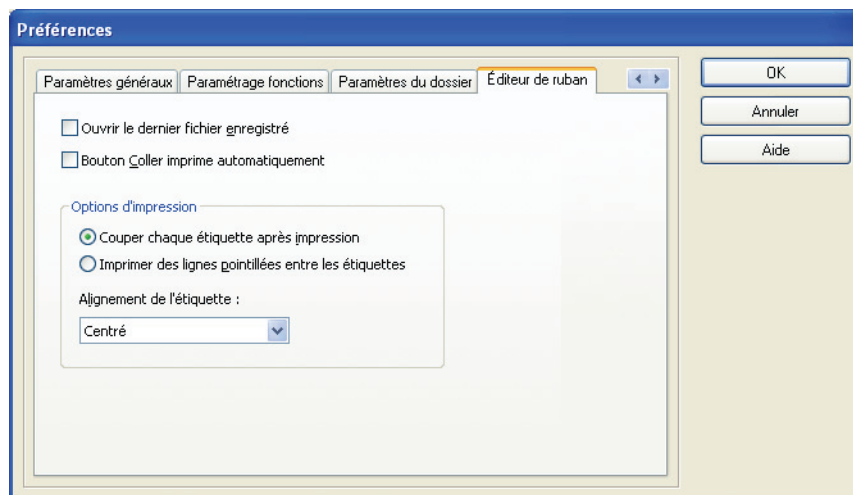 Préférences
Paramètres généraux Paramétrage fonctions Paramètres du dossier Éditeur de ruban
OK
Annuler
Aide
Ouvrir le dernier fichier enregistré
Bouton Coller imprime automatiquement
Options d'impression
Couper chaque étiquette après impression
Imprimer des lignes pointillées entre les étiquettes
Alignement de l'étiquette :
Centré